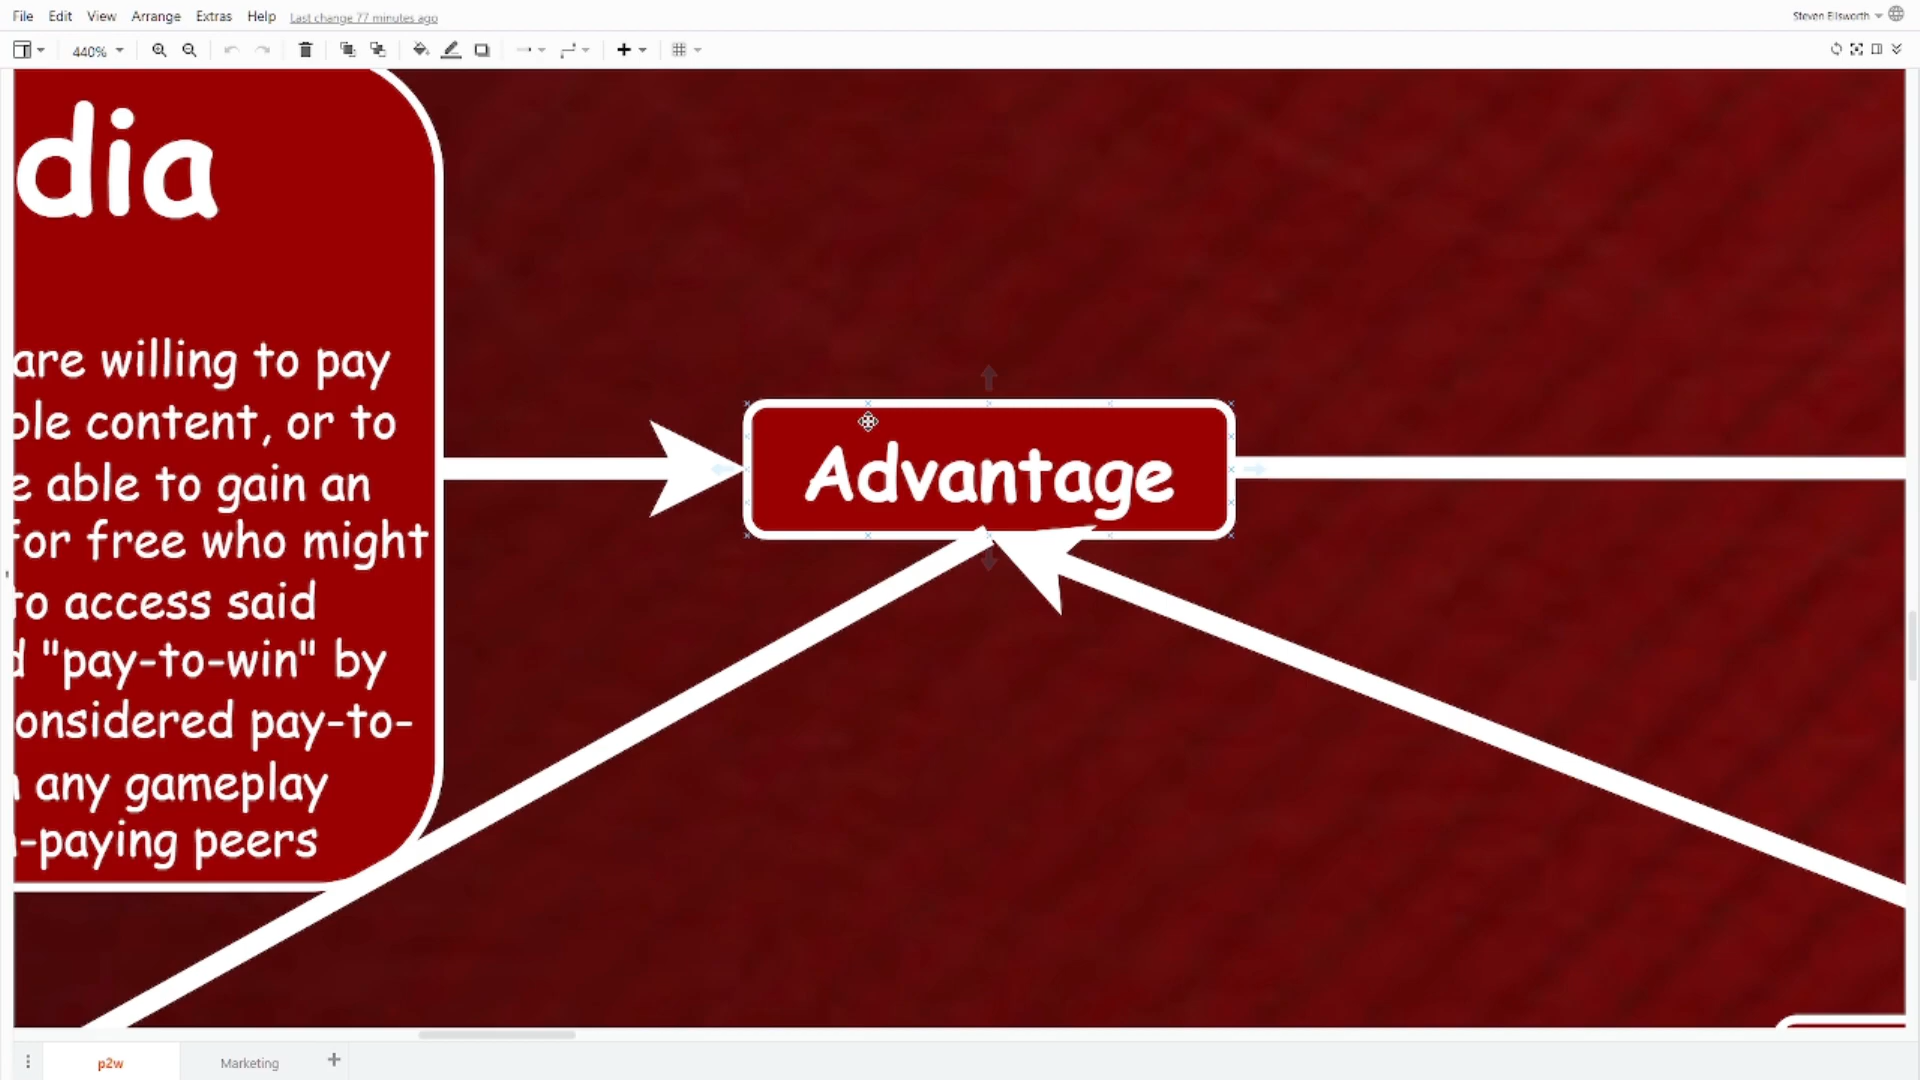 File Edit View Arrange Extras Help Last change 77 minutes ago
Steven Ellsworth
440%
dia
are willing to pay
ble content, or to
e able to gain an
for free who might
to access said
d "pay-to-win" by
onsidered pay-to-
any gameplay
-paying peers
Advantage
p2w
Marketing